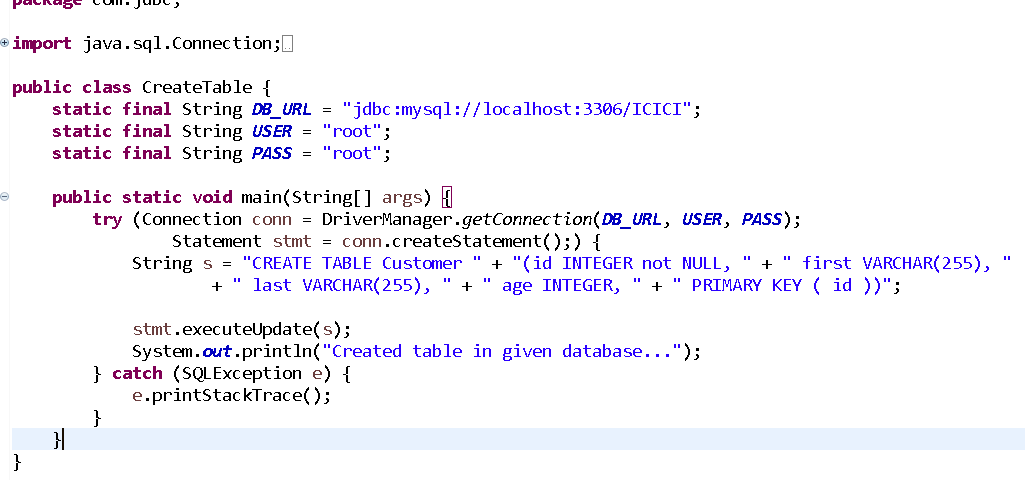 package com.jdbc;
import java.sql.Connection;
public class CreateTable {
    static final String DB_URL = "jdbc:mysql://localhost:3306/ICICI";
    static final String USER = "root";
    static final String PASS = "root";
    public static void main(String[] args) {
        try (Connection conn = DriverManager.getConnection(DB_URL, USER, PASS);
                Statement stmt = conn.createStatement();) {
            String s = "CREATE TABLE Customer " + "(id INTEGER not NULL, " + " first VARCHAR(255), "
                    + " last VARCHAR(255), " + " age INTEGER, " + " PRIMARY KEY ( id ))";
            stmt.executeUpdate(s);
            System.out.println("Created table in given database...");
        } catch (SQLException e) {
            e.printStackTrace();
        }
    }
}